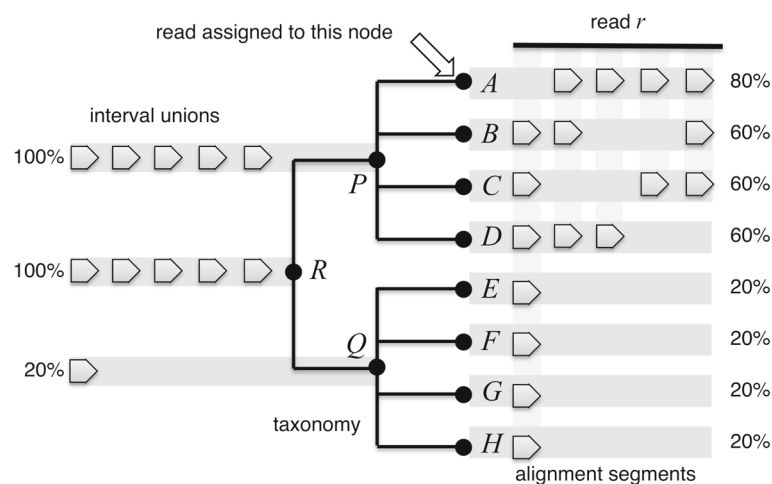 read r
read assigned to this node
A 80%
interval unions
B 60%
100%
P
C 60%
D 60%
100%
R
E 20%
Q
F 20%
20%
G 20%
taxonomy
H 20%
alignment segments